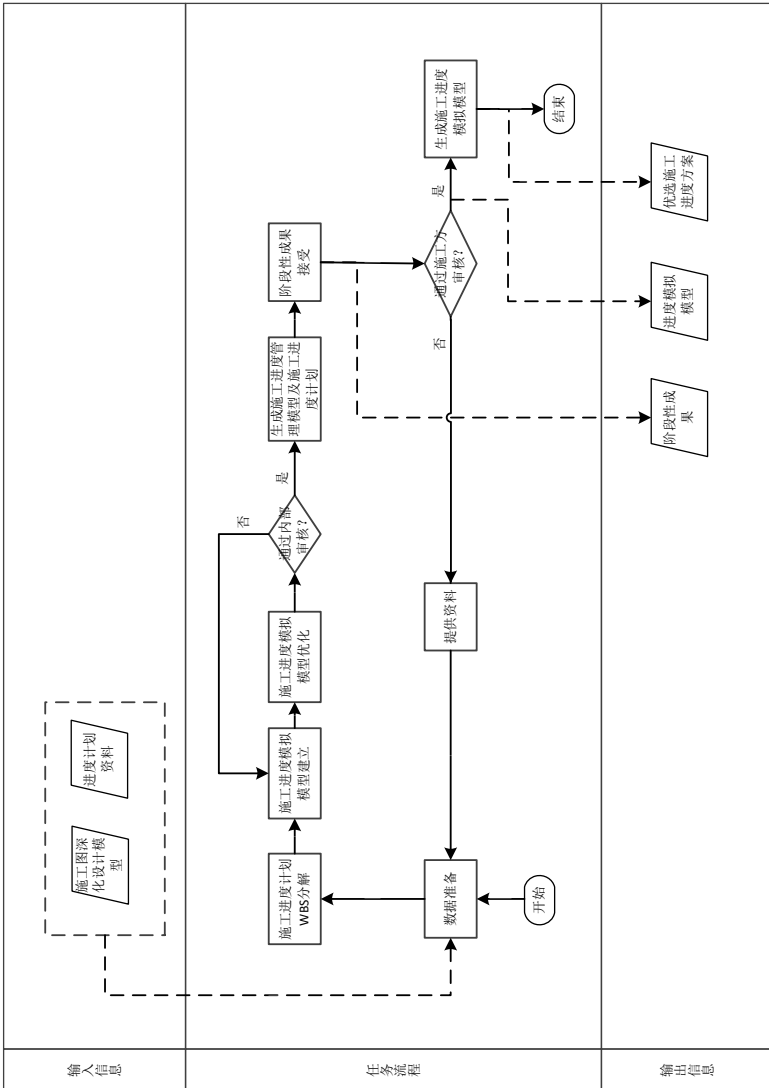 输入
信息
施工图深
化设计模
型
进度计划
资料
任务
流程
开始
数据准备
施工进度计划
WBS分解
施工进度模拟
模型建立
施工进度模拟
模型优化
通过内部
审核？
否
是
生成施工进度管
理模型及施工进
度计划
阶段性成果
接受
通过施工方
审核？
否
是
提供资料
生成施工进度
模拟模型
结束
输出
信息
阶段性成
果
进度模拟
模型
优选施工
进度方案